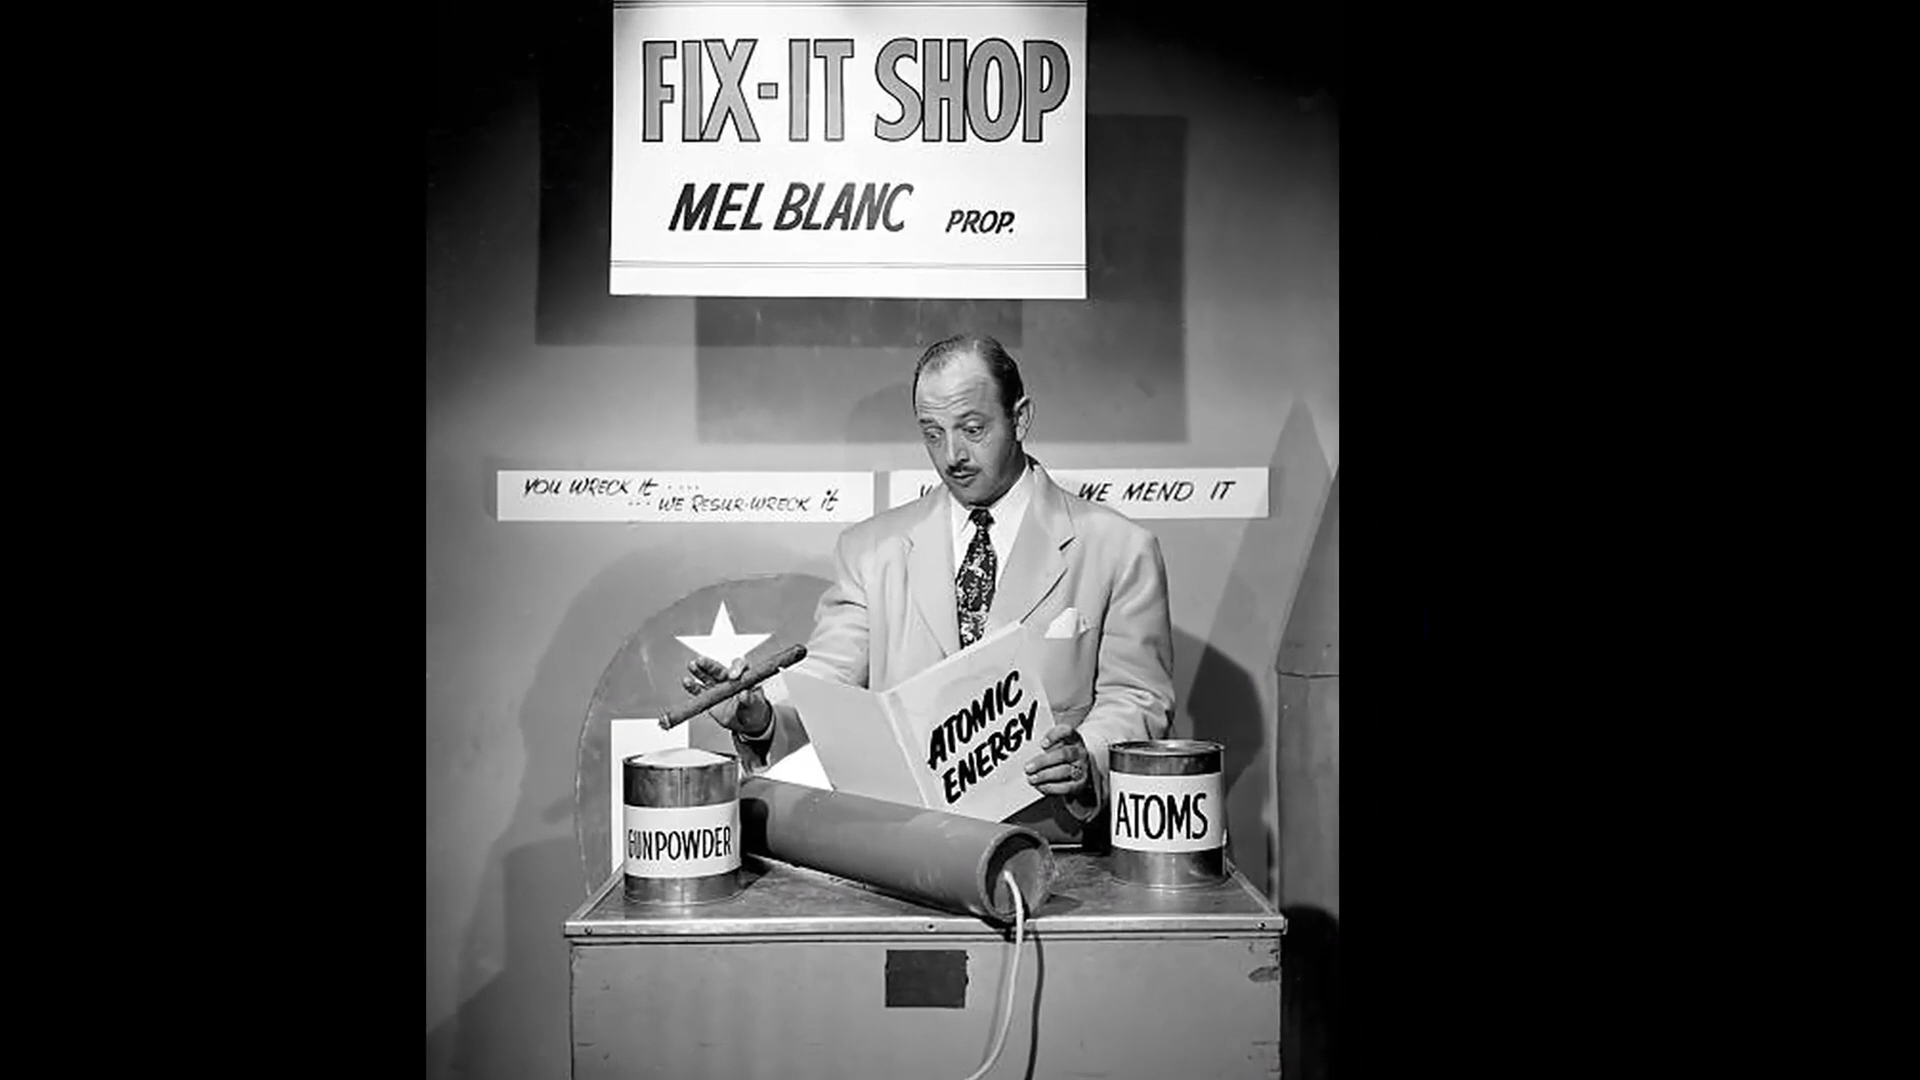 FIX-IT SHOP
MEL BLANC PROP.
YOU WRECK It ....
... WE RESUR-WRECK it
WE MEND IT
ATOMIC
ENERGY
GUNPOWDER
ATOMS